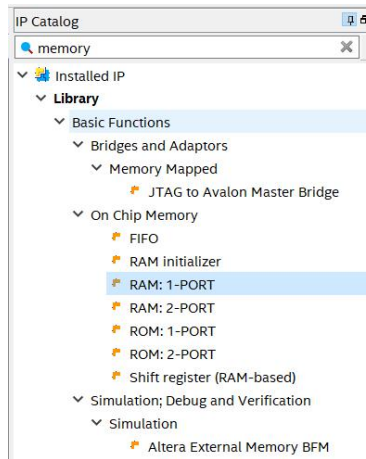 IP Catalog
memory
Installed IP
Library
Basic Functions
Bridges and Adaptors
Memory Mapped
JTAG to Avalon Master Bridge
On Chip Memory
FIFO
RAM initializer
RAM: 1-PORT
RAM: 2-PORT
ROM: 1-PORT
ROM: 2-PORT
Shift register (RAM-based)
Simulation; Debug and Verification
Simulation
Altera External Memory BFM